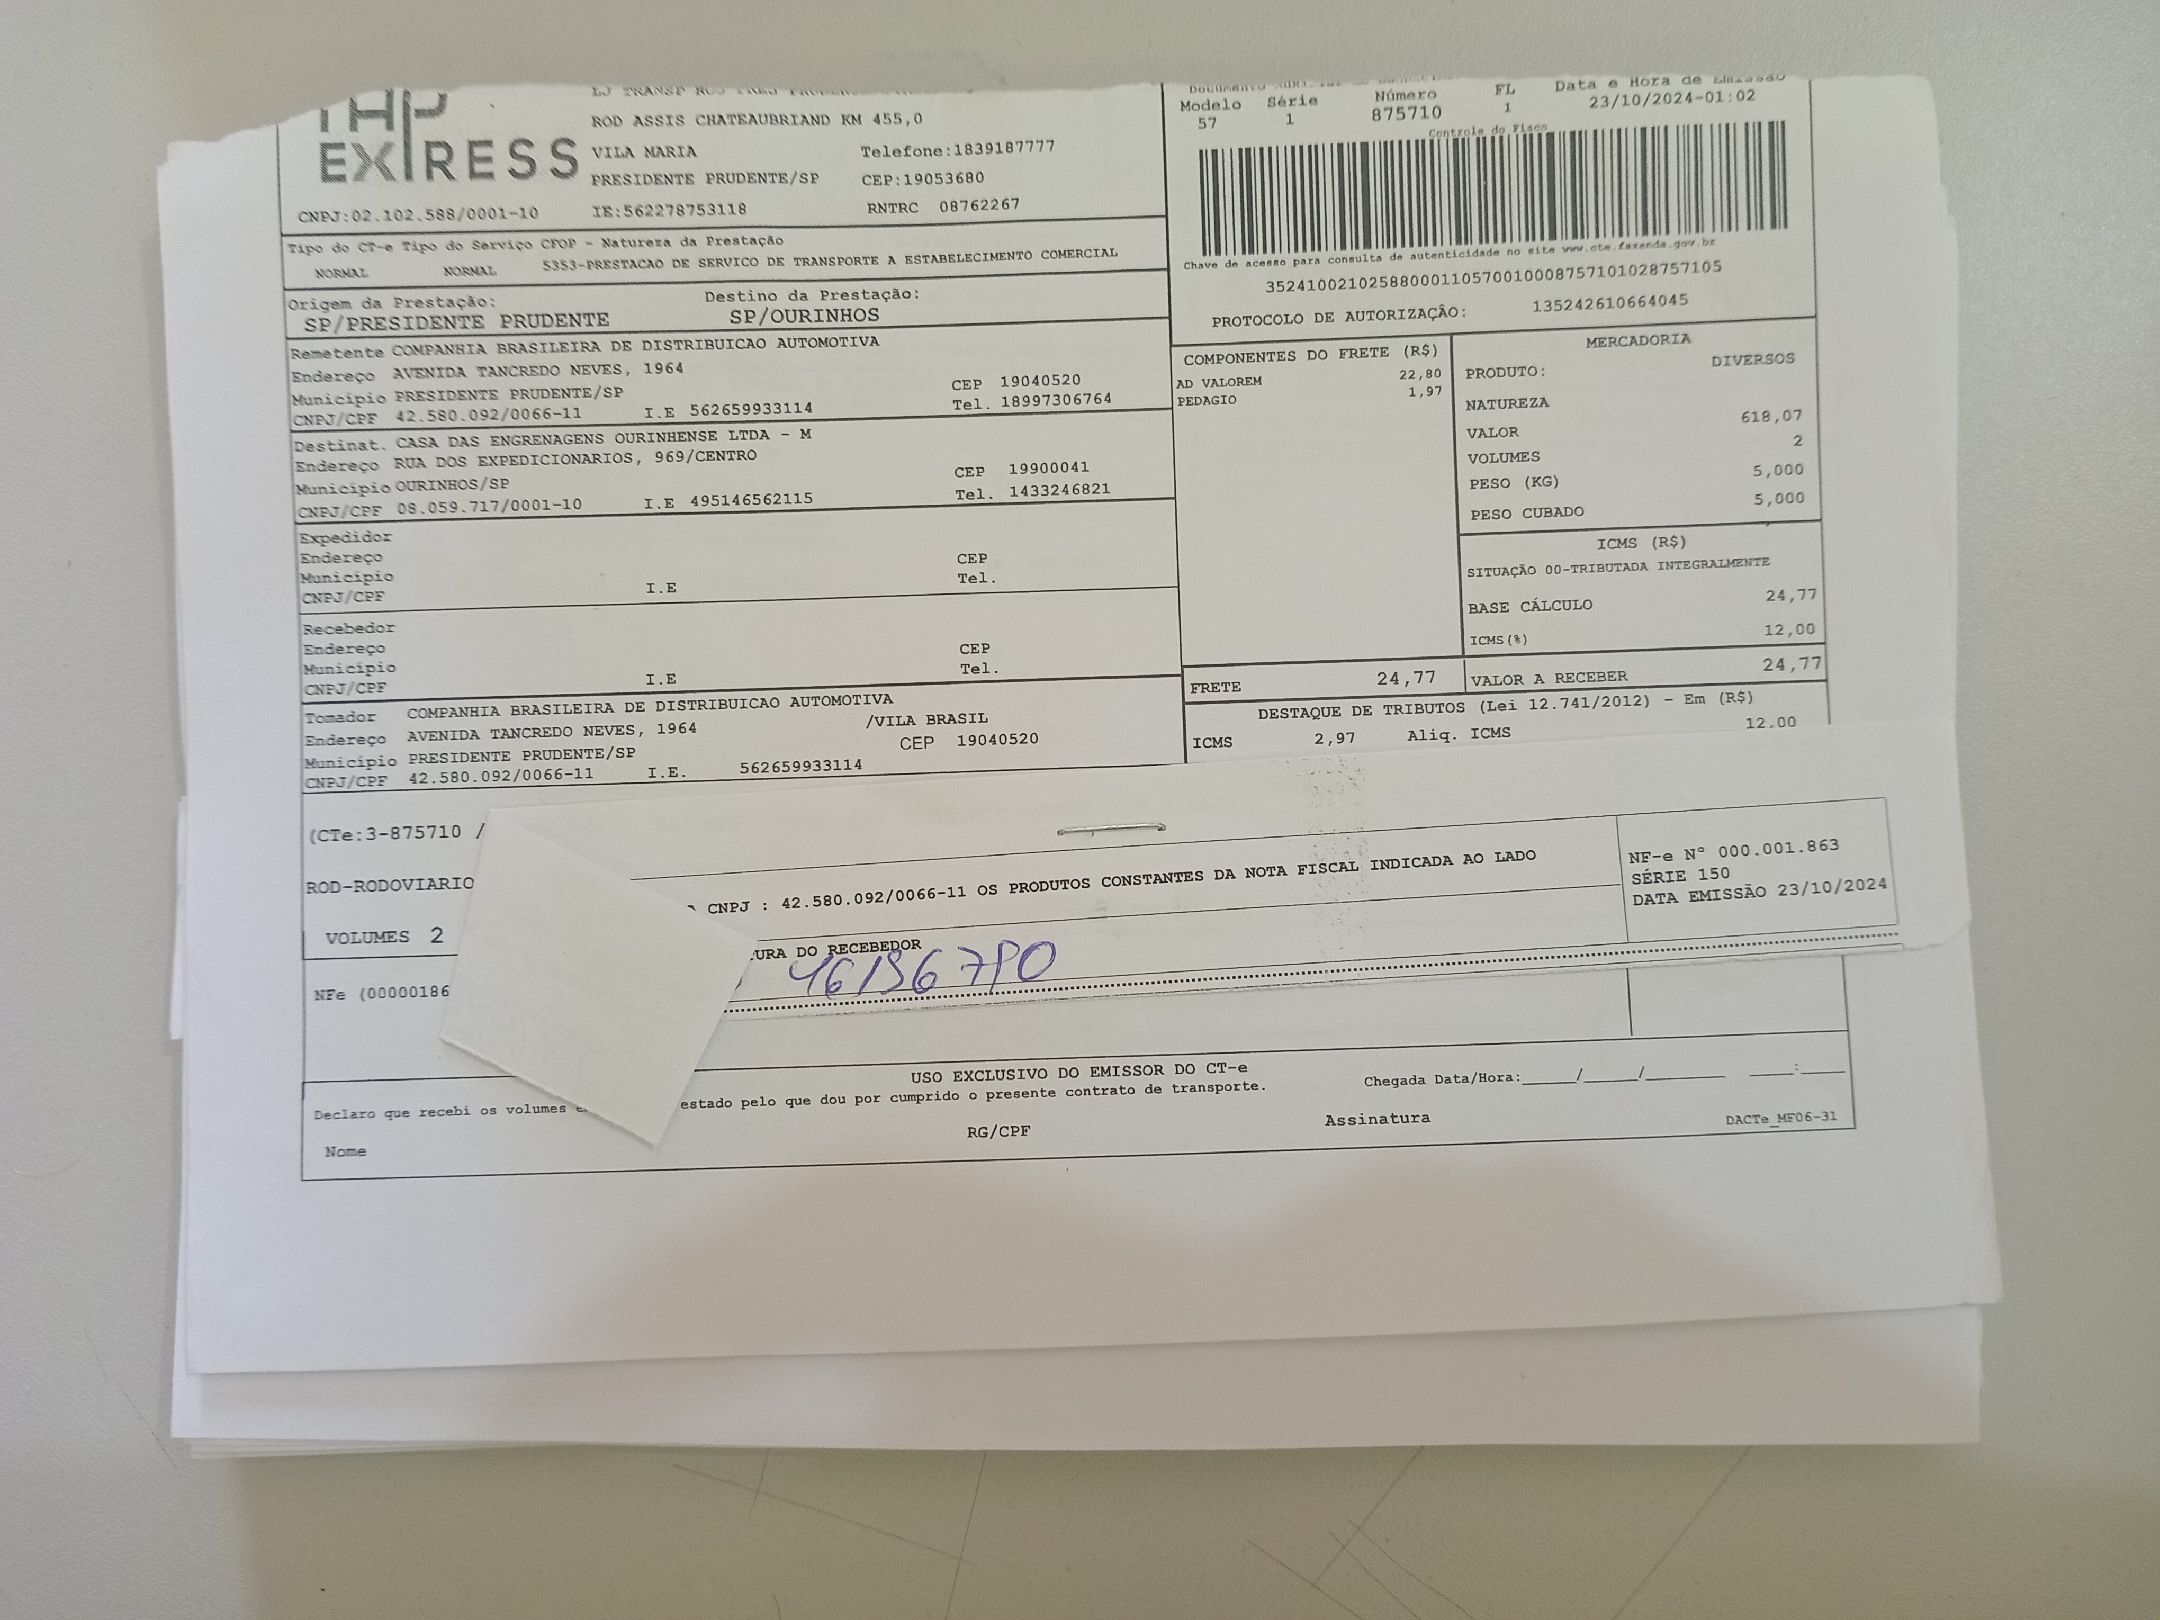 THP
EXPRESS
ROD ASSIS CHATEAUBRIAND KM 455,0
VILA MARIA Telefone:1839187777
PRESIDENTE PRUDENTE/SP CEP:19053680
CNPJ:02.102.588/0001-10 IE:562278753118 RNTRC 08762267
Modelo Série Número FL Data e Hora de Emissão
57 1 875710 1 23/10/2024-01:02
Controle do Fisco
Chave de acesso para consulta de autenticidade no site www.cte.fazenda.gov.br
35241002102588000110570010008757101028757105
PROTOCOLO DE AUTORIZAÇÃO: 135242610664045
Tipo do CT-e Tipo do Serviço CFOP - Natureza da Prestação
NORMAL NORMAL 5353-PRESTACAO DE SERVICO DE TRANSPORTE A ESTABELECIMENTO COMERCIAL
Origem da Prestação: Destino da Prestação:
SP/PRESIDENTE PRUDENTE SP/OURINHOS
Remetente COMPANHIA BRASILEIRA DE DISTRIBUICAO AUTOMOTIVA
Endereço AVENIDA TANCREDO NEVES, 1964
Município PRESIDENTE PRUDENTE/SP CEP 19040520
CNPJ/CPF 42.580.092/0066-11 I.E 562659933114 Tel. 18997306764
Destinat. CASA DAS ENGRENAGENS OURINHENSE LTDA - M
Endereço RUA DOS EXPEDICIONARIOS, 969/CENTRO
Município OURINHOS/SP CEP 19900041
CNPJ/CPF 08.059.717/0001-10 I.E 495146562115 Tel. 1433246821
Expedidor
Endereço CEP
Município Tel.
CNPJ/CPF I.E
Recebedor
Endereço CEP
Município Tel.
CNPJ/CPF I.E
Tomador COMPANHIA BRASILEIRA DE DISTRIBUICAO AUTOMOTIVA
Endereço AVENIDA TANCREDO NEVES, 1964 /VILA BRASIL
Município PRESIDENTE PRUDENTE/SP CEP 19040520
CNPJ/CPF 42.580.092/0066-11 I.E. 562659933114
COMPONENTES DO FRETE (R$)
AD VALOREM 22,80
PEDAGIO 1,97
MERCADORIA
PRODUTO: DIVERSOS
NATUREZA
VALOR 618,07
VOLUMES 2
PESO (KG) 5,000
PESO CUBADO 5,000
ICMS (R$)
SITUAÇÃO 00-TRIBUTADA INTEGRALMENTE
BASE CÁLCULO 24,77
ICMS(%) 12,00
FRETE 24,77 VALOR A RECEBER 24,77
DESTAQUE DE TRIBUTOS (Lei 12.741/2012) - Em (R$)
ICMS 2,97 Aliq. ICMS 12.00
(CTe:3-875710 /
ROD-RODOVIARIO
VOLUMES 2
NFe (00000186
CNPJ : 42.580.092/0066-11 OS PRODUTOS CONSTANTES DA NOTA FISCAL INDICADA AO LADO
URA DO RECEBEDOR
NF-e N° 000.001.863
SÉRIE 150
DATA EMISSÃO 23/10/2024
USO EXCLUSIVO DO EMISSOR DO CT-e
Declaro que recebi os volumes estado pelo que dou por cumprido o presente contrato de transporte. Chegada Data/Hora:_____/_____/_______ ____:____
Nome RG/CPF Assinatura DACTe_MF06-31